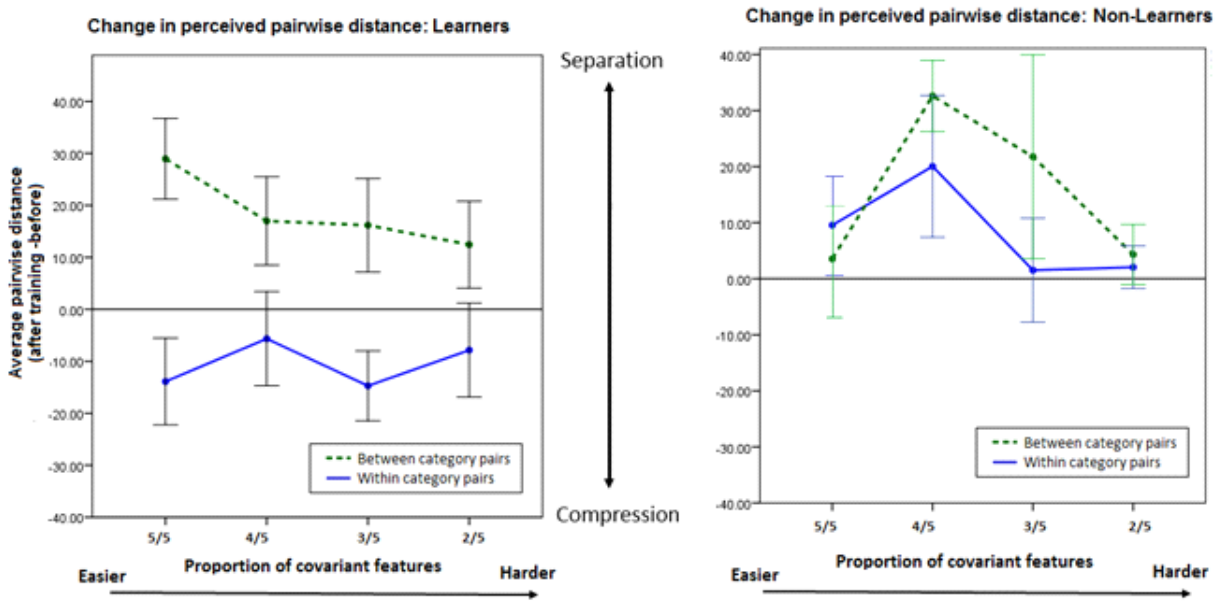 Change in perceived pairwise distance: Learners
Average pairwise distance
(after training -before)
40.00
30.00
20.00
10.00
0.00
-10.00
-20.00
-30.00
-40.00
Between category pairs
Within category pairs
5/5 4/5 3/5 2/5
Proportion of covariant features
Easier Harder
Separation
Compression
Change in perceived pairwise distance: Non-Learners
40.00
30.00
20.00
10.00
0.00
-10.00
-20.00
-30.00
-40.00
Between category pairs
Within category pairs
5/5 4/5 3/5 2/5
Proportion of covariant features
Easier Harder